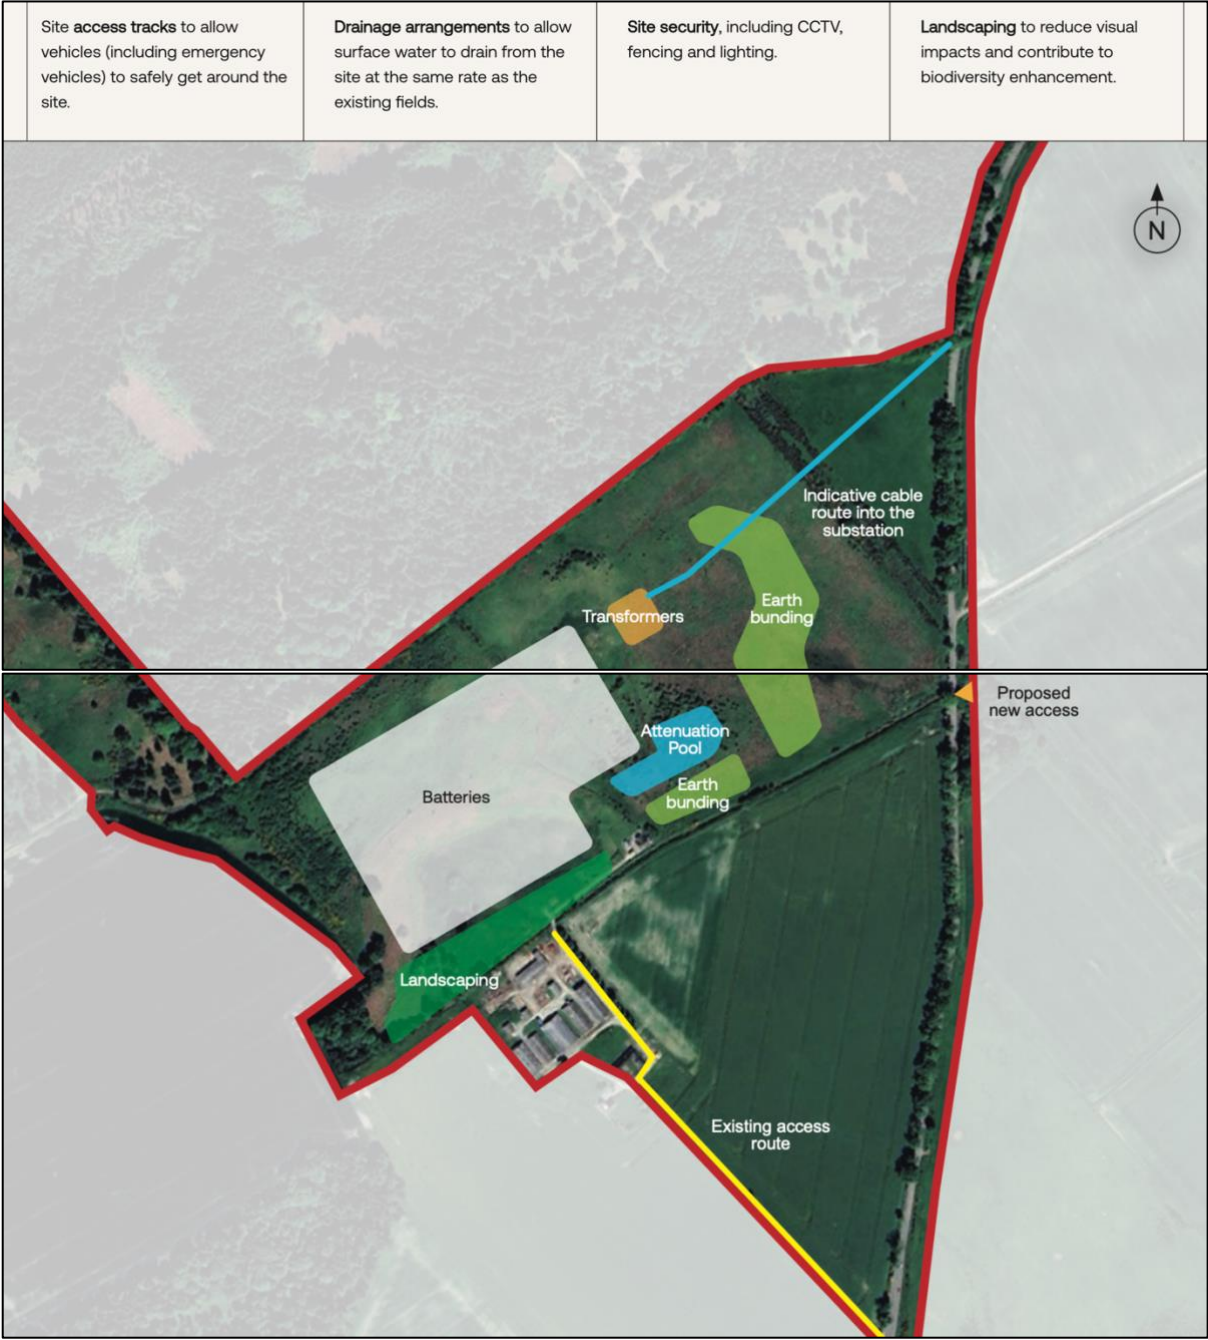 Site access tracks to allow
vehicles (including emergency
vehicles) to safely get around the
site.
Drainage arrangements to allow
surface water to drain from the
site at the same rate as the
existing fields.
Site security, including CCTV,
fencing and lighting.
Landscaping to reduce visual
impacts and contribute to
biodiversity enhancement.
N
Indicative cable
route into the
substation
Transformers
Earth
bunding
Proposed
new access
Attenuation
Pool
Earth
bunding
Batteries
Landscaping
Existing access
route